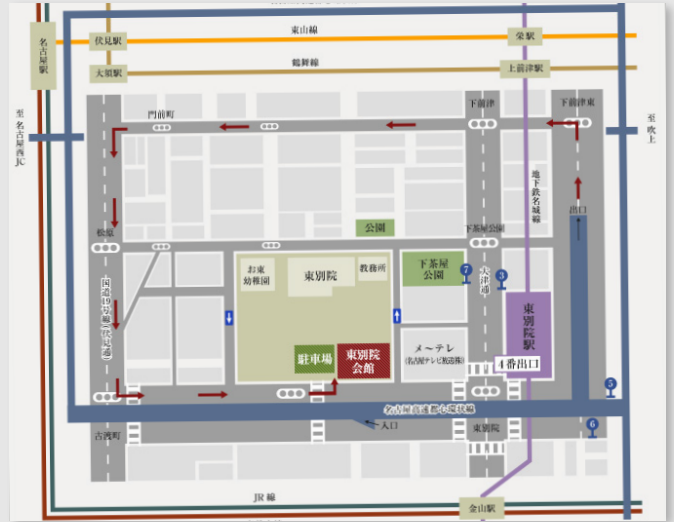 東山線
伏見駅
栄駅
名古屋駅
鶴舞線
大須駅
上前津駅
至 名古屋西JC
門前町
下前津
下前津東
至 吹上
地下鉄名城線
出口
公園
松原
下茶屋公園
お東
幼稚園
東別院
教務所
下茶屋
公園
7
大津通
3
国道19号線(伏見通)
東別院駅
メ〜テレ
(名古屋テレビ放送㈱)
駐車場
東別院
会館
4番出口
5
名古屋高速都心環状線
入口
6
古渡町
東別院
JR線
金山駅